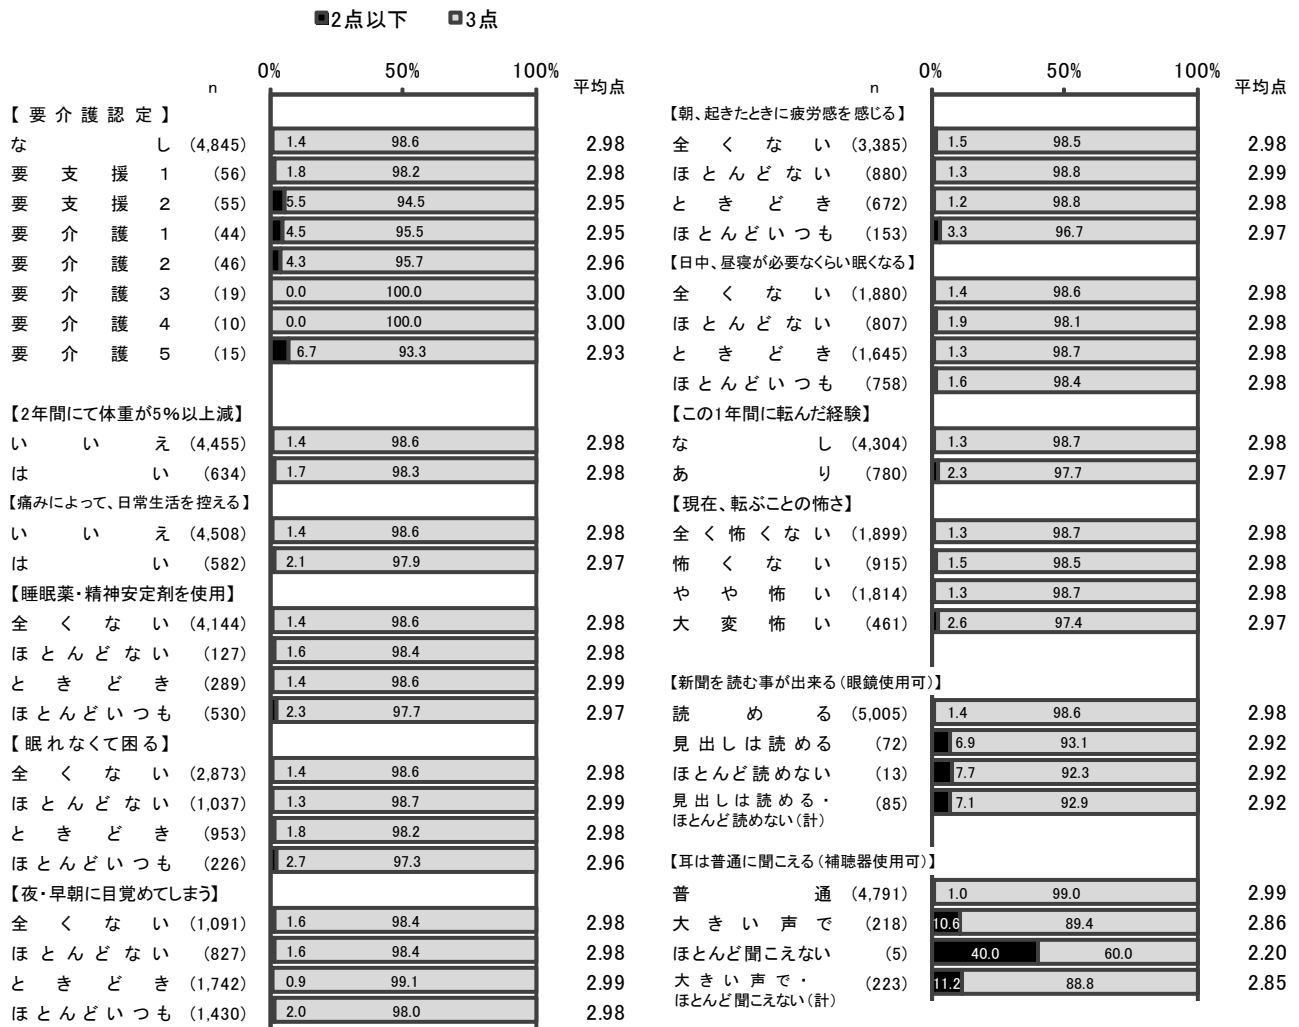 ■2点以下 □3点
0% 50% 100%
n 平均点
【要介護認定】
なし (4,845) 1.4 98.6 2.98
要支援1 (56) 1.8 98.2 2.98
要支援2 (55) 5.5 94.5 2.95
要介護1 (44) 4.5 95.5 2.95
要介護2 (46) 4.3 95.7 2.96
要介護3 (19) 0.0 100.0 3.00
要介護4 (10) 0.0 100.0 3.00
要介護5 (15) 6.7 93.3 2.93
【2年間にて体重が5%以上減】
いいえ (4,455) 1.4 98.6 2.98
はい (634) 1.7 98.3 2.98
【痛みによって、日常生活を控える】
いいえ (4,508) 1.4 98.6 2.98
はい (582) 2.1 97.9 2.97
【睡眠薬・精神安定剤を使用】
全くない (4,144) 1.4 98.6 2.98
ほとんどない (127) 1.6 98.4 2.98
ときどき (289) 1.4 98.6 2.99
ほとんどいつも (530) 2.3 97.7 2.97
【眠れなくて困る】
全くない (2,873) 1.4 98.6 2.98
ほとんどない (1,037) 1.3 98.7 2.99
ときどき (953) 1.8 98.2 2.98
ほとんどいつも (226) 2.7 97.3 2.96
【夜・早朝に目覚めてしまう】
全くない (1,091) 1.6 98.4 2.98
ほとんどない (827) 1.6 98.4 2.98
ときどき (1,742) 0.9 99.1 2.99
ほとんどいつも (1,430) 2.0 98.0 2.98
0% 50% 100%
n 平均点
【朝、起きたときに疲労感を感じる】
全くない (3,385) 1.5 98.5 2.98
ほとんどない (880) 1.3 98.8 2.99
ときどき (672) 1.2 98.8 2.98
ほとんどいつも (153) 3.3 96.7 2.97
【日中、昼寝が必要なくらい眠くなる】
全くない (1,880) 1.4 98.6 2.98
ほとんどない (807) 1.9 98.1 2.98
ときどき (1,645) 1.3 98.7 2.98
ほとんどいつも (758) 1.6 98.4 2.98
【この1年間に転んだ経験】
なし (4,304) 1.3 98.7 2.98
あり (780) 2.3 97.7 2.97
【現在、転ぶことの怖さ】
全く怖くない (1,899) 1.3 98.7 2.98
怖くない (915) 1.5 98.5 2.98
やや怖い (1,814) 1.3 98.7 2.98
大変怖い (461) 2.6 97.4 2.97
【新聞を読む事が出来る(眼鏡使用可)】
読める (5,005) 1.4 98.6 2.98
見出しは読める (72) 6.9 93.1 2.92
ほとんど読めない (13) 7.7 92.3 2.92
見出しは読める・ (85) 7.1 92.9 2.92
ほとんど読めない(計)
【耳は普通に聞こえる(補聴器使用可)】
普通 (4,791) 1.0 99.0 2.99
大きい声で (218) 10.6 89.4 2.86
ほとんど聞こえない (5) 40.0 60.0 2.20
大きい声で・ (223) 11.2 88.8 2.85
ほとんど聞こえない(計)